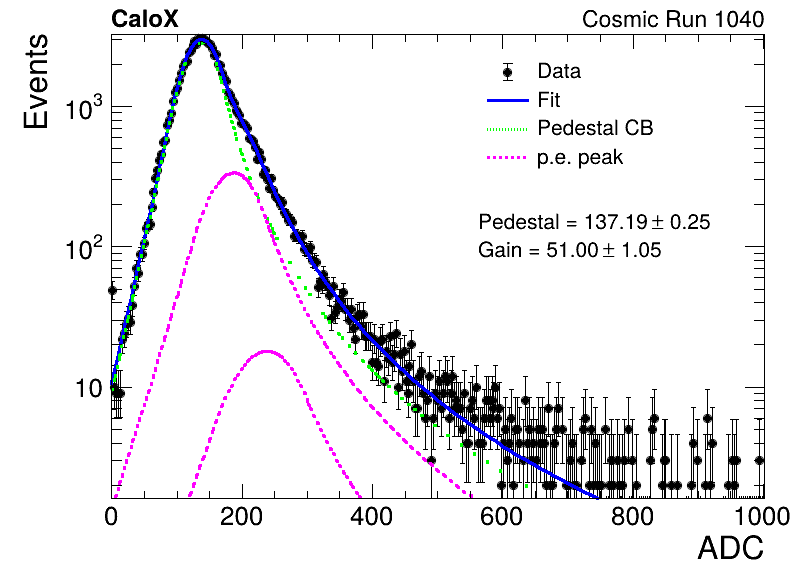 CaloX Cosmic Run 1040
Events
10³
10²
10
Data
Fit
Pedestal CB
p.e. peak
Pedestal = 137.19 ± 0.25
Gain = 51.00 ± 1.05
0 200 400 600 800 1000
ADC